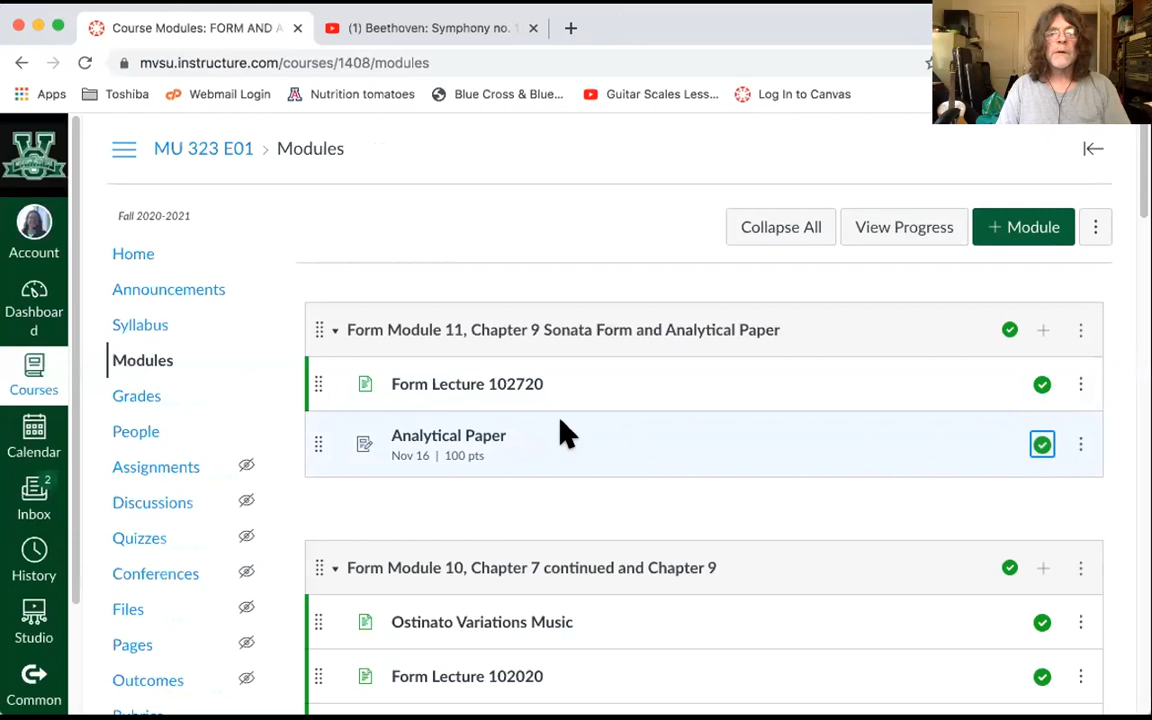 Course Modules: FORM AND A
(1) Beethoven: Symphony no. 1
mvsu.instructure.com/courses/1408/modules
Apps
Toshiba
Webmail Login
Nutrition tomatoes
Blue Cross & Blue...
Guitar Scales Less...
Log In to Canvas
MU 323 E01 > Modules
Fall 2020-2021
Collapse All
View Progress
+ Module
Account
Dashboar
d
Courses
Calendar
2
Inbox
History
Studio
Common
Home
Announcements
Syllabus
Modules
Grades
People
Assignments
Discussions
Quizzes
Conferences
Files
Pages
Outcomes
Rubrics
Form Module 11, Chapter 9 Sonata Form and Analytical Paper
Form Lecture 102720
Analytical Paper
Nov 16 | 100 pts
Form Module 10, Chapter 7 continued and Chapter 9
Ostinato Variations Music
Form Lecture 102020